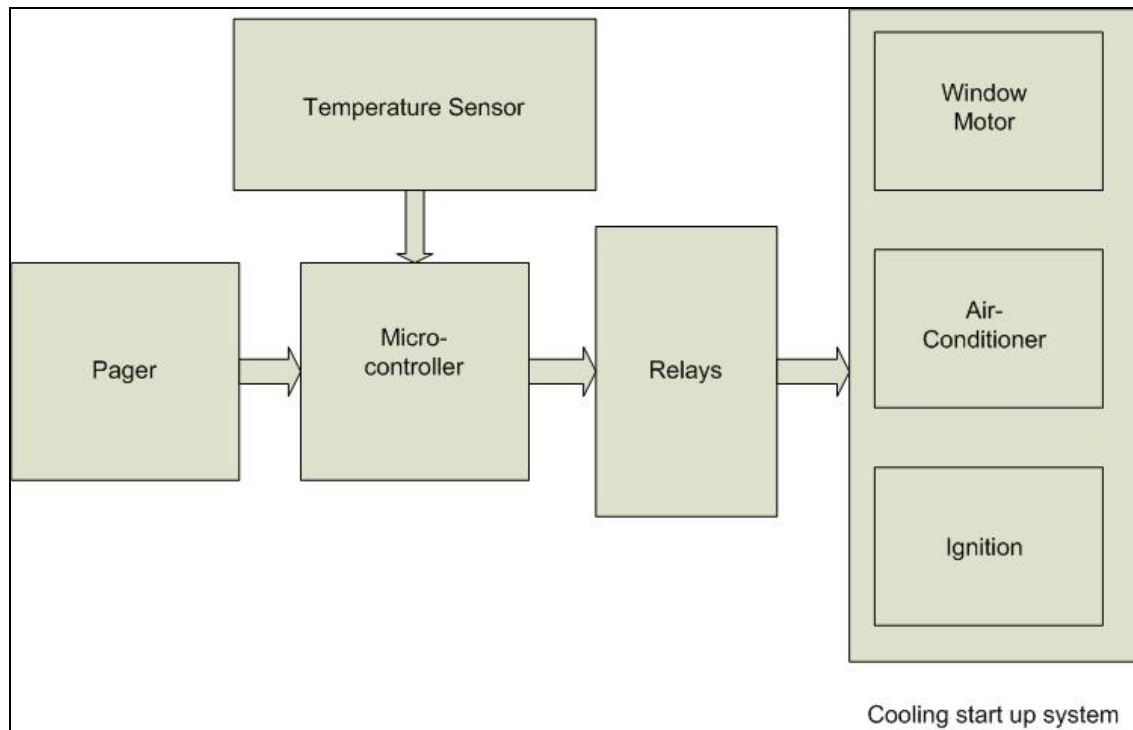 Temperature Sensor
Window
Motor
Pager
Micro-
controller
Relays
Air-
Conditioner
Ignition
Cooling start up system